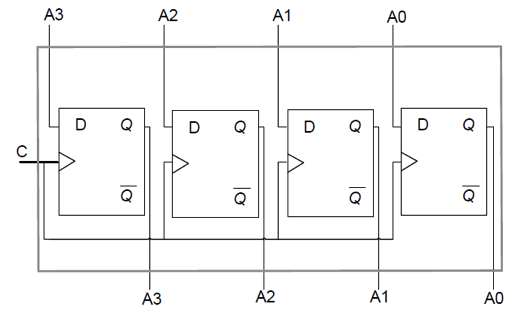 A3 A2 A1 A0
D Q D Q D Q D Q
C
Q Q Q Q
A3 A2 A1 A0